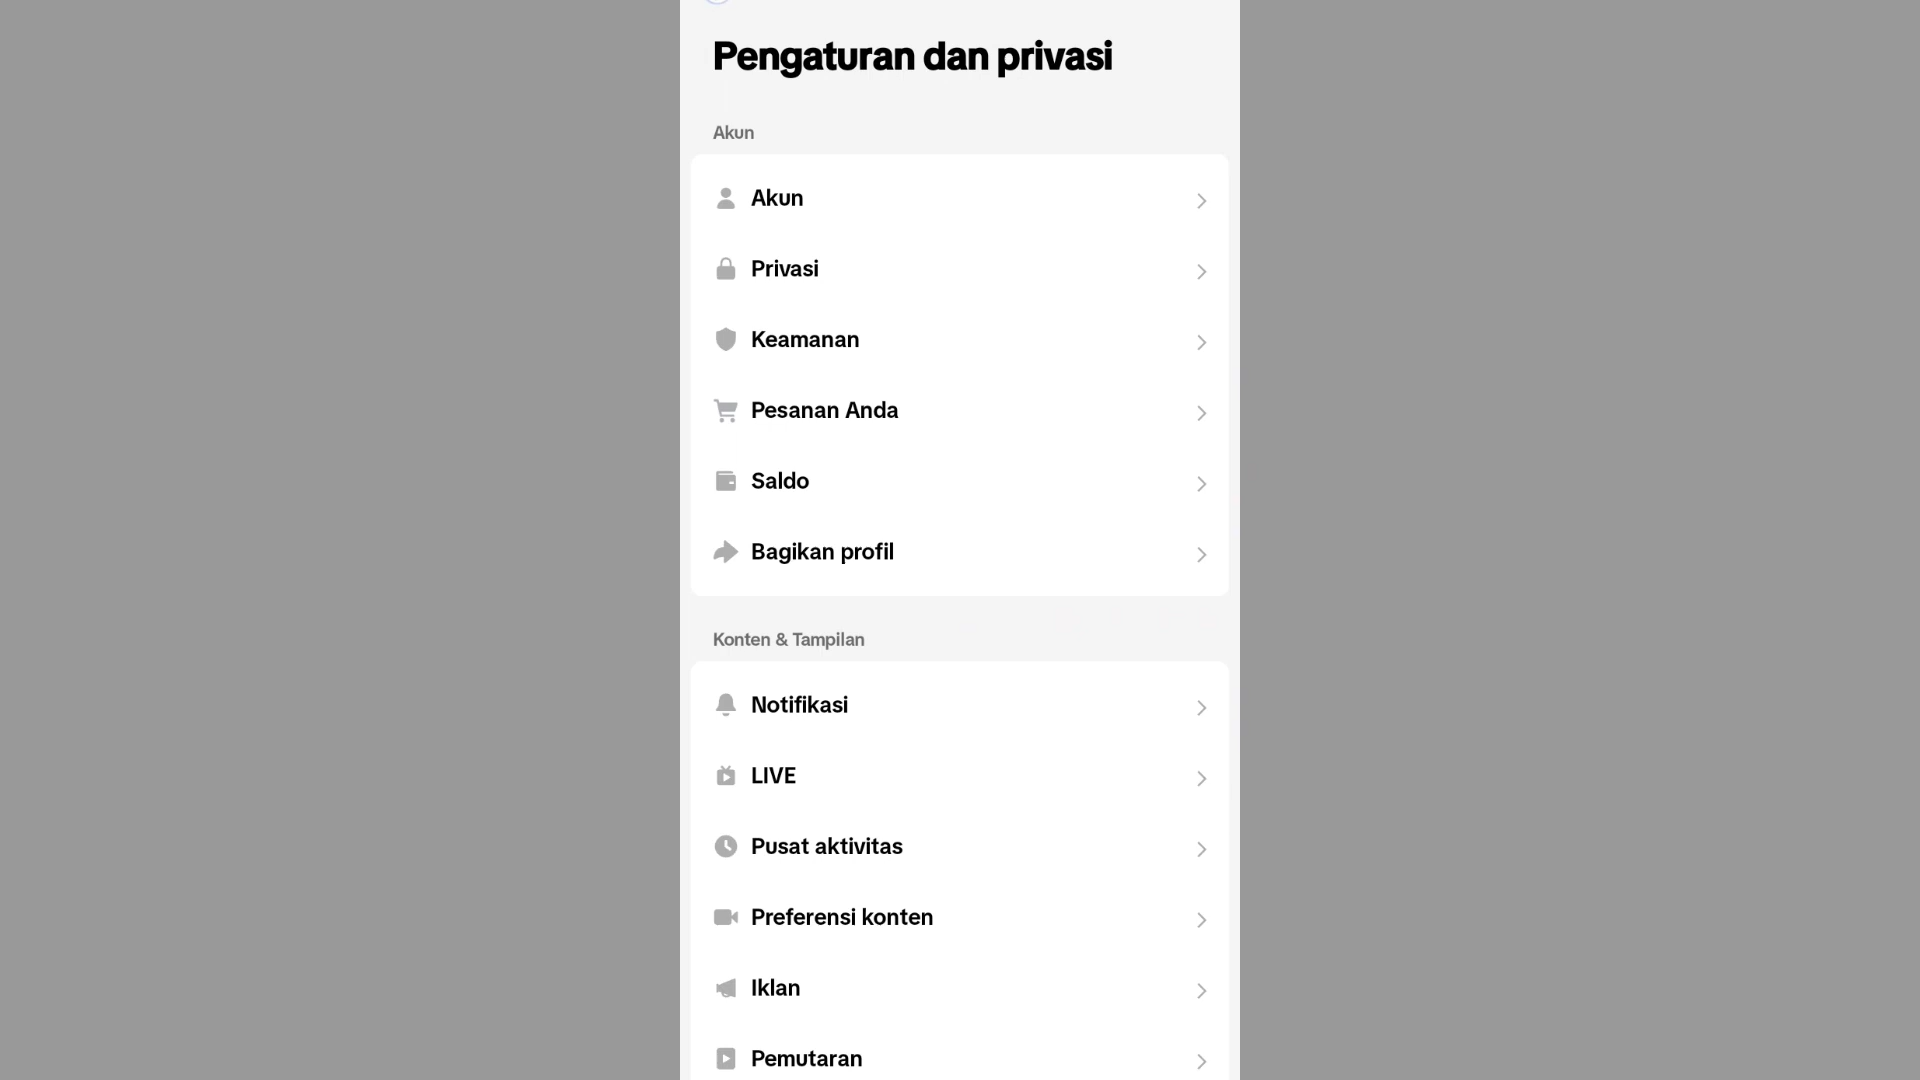 Pengaturan dan privasi
Akun
Akun
Privasi
Keamanan
Pesanan Anda
Saldo
Bagikan profil
Konten & Tampilan
Notifikasi
LIVE
Pusat aktivitas
Preferensi konten
Iklan
Pemutaran